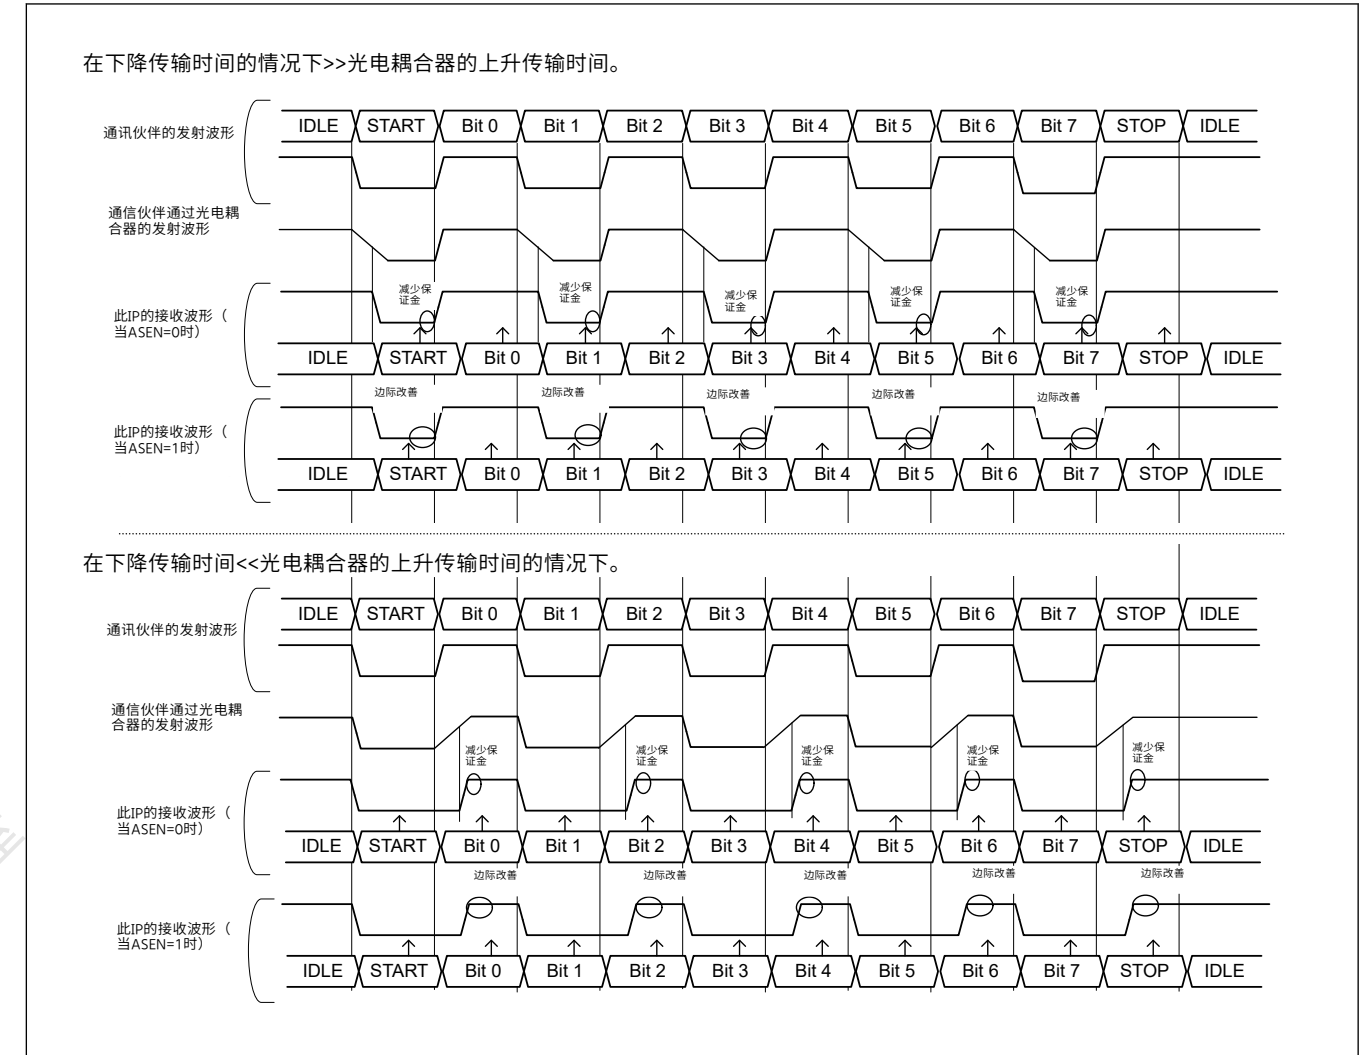 在下降传输时间的情况下>>光电耦合器的上升传输时间。
通讯伙伴的发射波形
IDLE START Bit 0 Bit 1 Bit 2 Bit 3 Bit 4 Bit 5 Bit 6 Bit 7 STOP IDLE
通信伙伴通过光电耦
合器的发射波形
减少保
证金
减少保
证金
减少保
证金
减少保
证金
减少保
证金
此IP的接收波形（
当ASEN=0时）
IDLE START Bit 0 Bit 1 Bit 2 Bit 3 Bit 4 Bit 5 Bit 6 Bit 7 STOP IDLE
边际改善 边际改善 边际改善 边际改善 边际改善
此IP的接收波形（
当ASEN=1时）
IDLE START Bit 0 Bit 1 Bit 2 Bit 3 Bit 4 Bit 5 Bit 6 Bit 7 STOP IDLE
在下降传输时间<<光电耦合器的上升传输时间的情况下。
通讯伙伴的发射波形
IDLE START Bit 0 Bit 1 Bit 2 Bit 3 Bit 4 Bit 5 Bit 6 Bit 7 STOP IDLE
通信伙伴通过光电耦
合器的发射波形
减少保
证金
减少保
证金
减少保
证金
减少保
证金
减少保
证金
此IP的接收波形（
当ASEN=0时）
IDLE START Bit 0 Bit 1 Bit 2 Bit 3 Bit 4 Bit 5 Bit 6 Bit 7 STOP IDLE
边际改善 边际改善 边际改善 边际改善 边际改善
此IP的接收波形（
当ASEN=1时）
IDLE START Bit 0 Bit 1 Bit 2 Bit 3 Bit 4 Bit 5 Bit 6 Bit 7 STOP IDLE